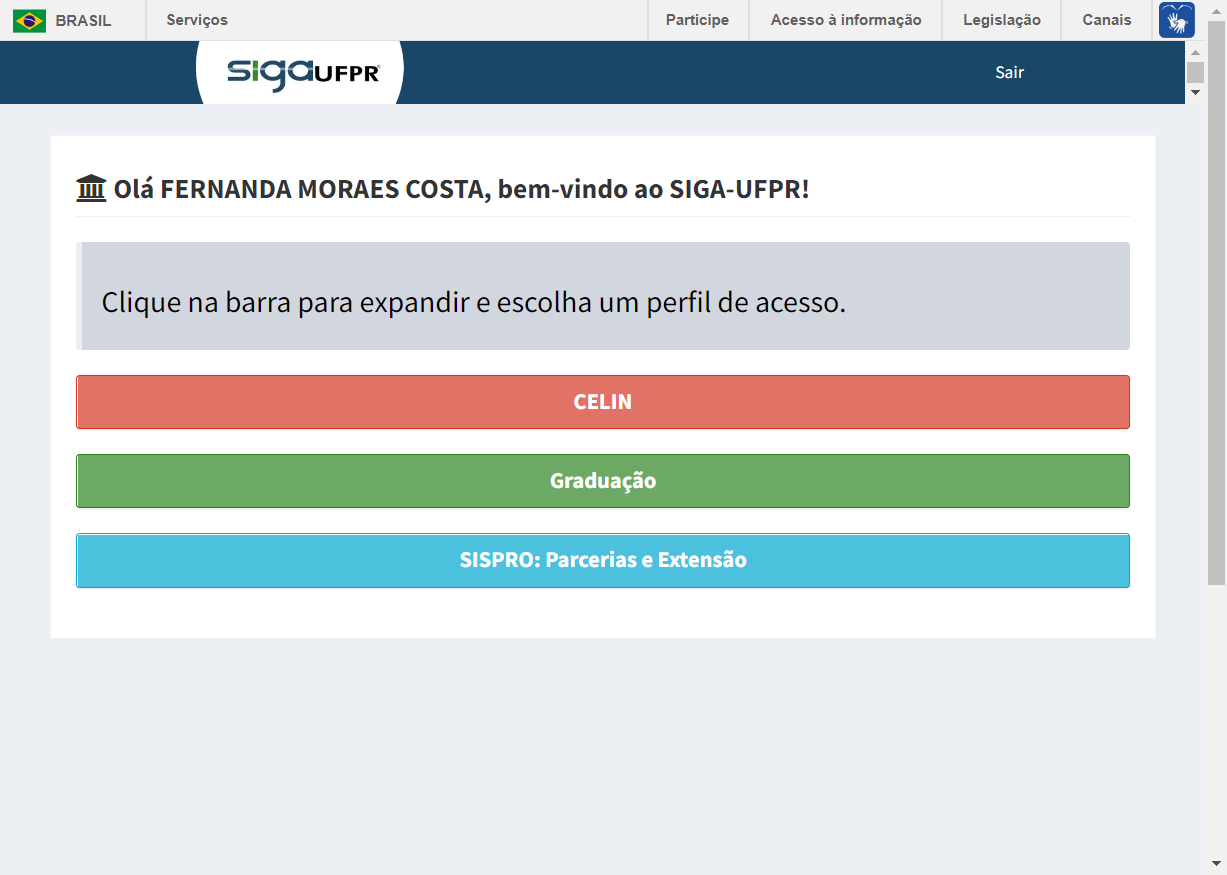 BRASIL Serviços Participe Acesso à informação Legislação Canais
sigaUFPR Sair
Olá FERNANDA MORAES COSTA, bem-vindo ao SIGA-UFPR!
Clique na barra para expandir e escolha um perfil de acesso.
CELIN
Graduação
SISPRO: Parcerias e Extensão